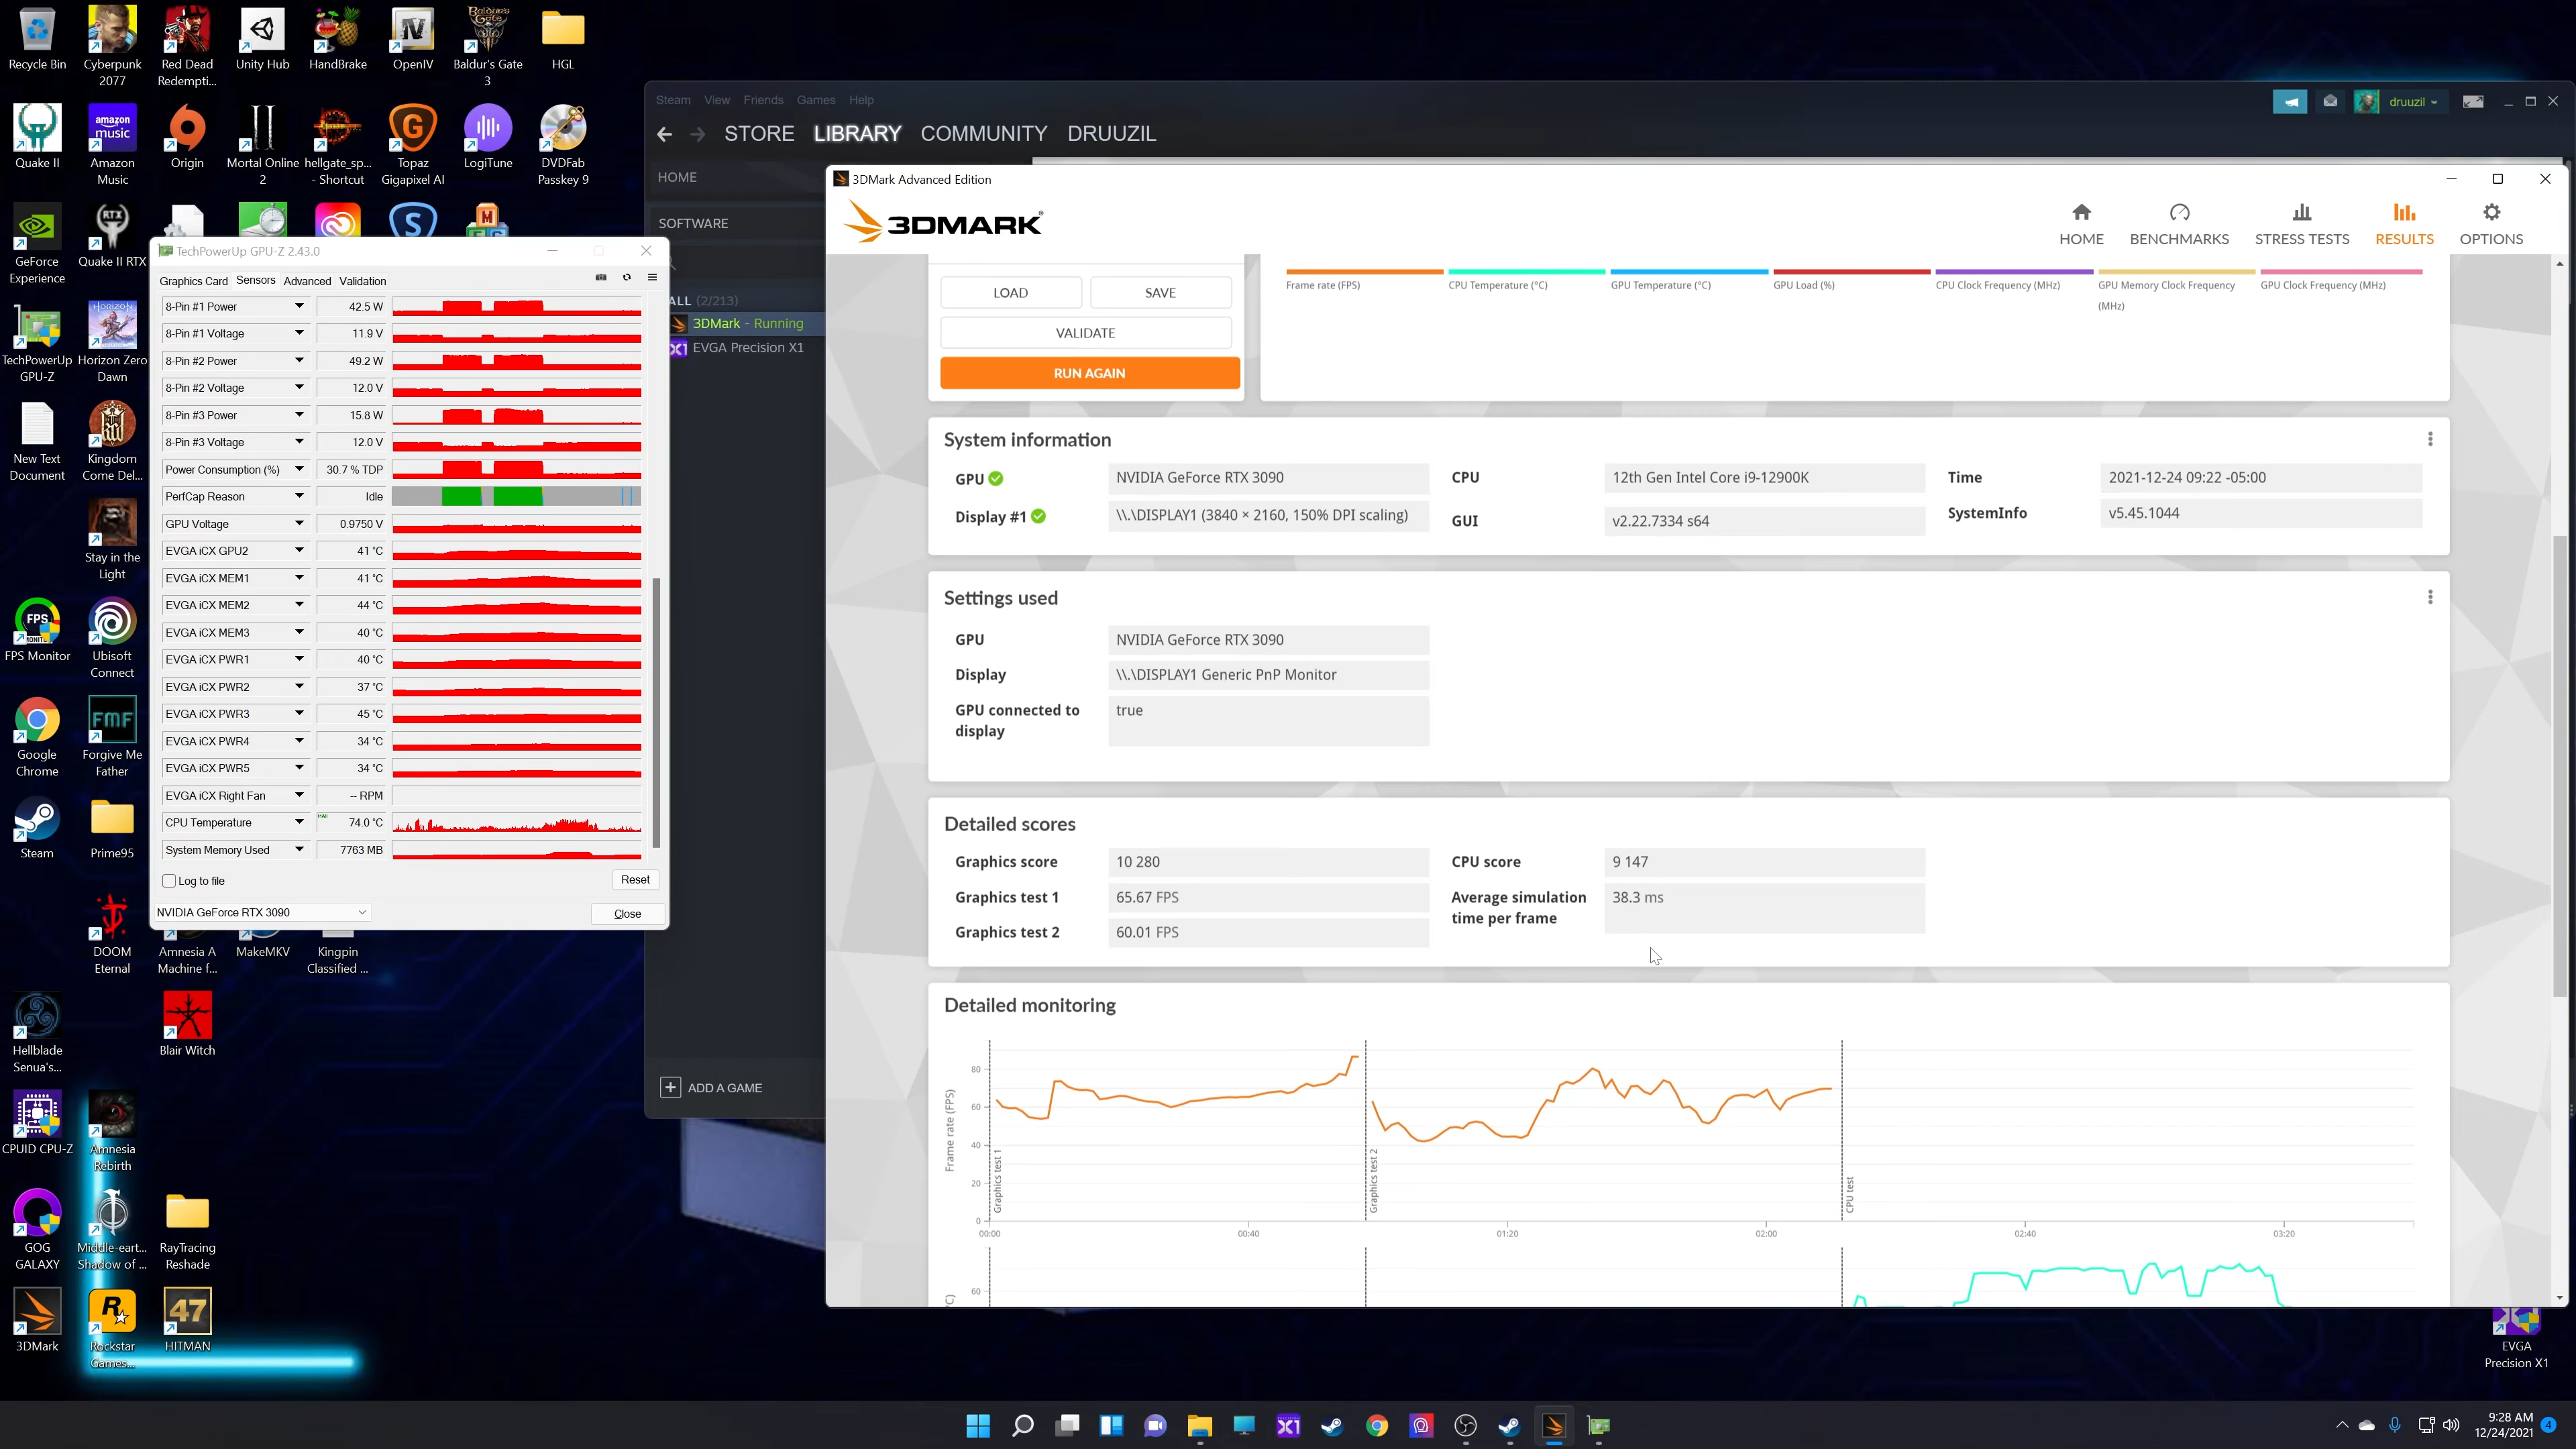 Recycle Bin
Cyberpunk
2077
Red Dead
Redempti...
Unity Hub
HandBrake
OpenIV
Baldur's Gate
3
HGL
Quake II
amazon
music
Amazon
Music
Origin
Mortal Online
2
hellgate_sp...
- Shortcut
Topaz
Gigapixel AI
LogiTune
DVDFab
Passkey 9
GeForce
Experience
RTX
Quake II RTX
TechPowerUp
GPU-Z
Horizon Zero
Dawn
New Text
Document
Kingdom
Come Del...
Stay in the
Light
FPS
FPS Monitor
Ubisoft
Connect
Google
Chrome
FMF
Forgive Me
Father
Steam
Prime95
DOOM
Eternal
Amnesia A
Machine f...
MakeMKV
Kingpin
Classified ...
Hellblade
Senua's...
Blair Witch
CPUID CPU-Z
Amnesia
Rebirth
GOG
GALAXY
Middle-eart...
Shadow of ...
RayTracing
Reshade
3DMark
Rockstar
Games...
47
HITMAN
TechPowerUp GPU-Z 2.43.0
Graphics Card Sensors Advanced Validation
8-Pin #1 Power 42.5 W
8-Pin #1 Voltage 11.9 V
8-Pin #2 Power 49.2 W
8-Pin #2 Voltage 12.0 V
8-Pin #3 Power 15.8 W
8-Pin #3 Voltage 12.0 V
Power Consumption (%) 30.7 % TDP
PerfCap Reason Idle
GPU Voltage 0.9750 V
EVGA iCX GPU2 41 °C
EVGA iCX MEM1 41 °C
EVGA iCX MEM2 44 °C
EVGA iCX MEM3 40 °C
EVGA iCX PWR1 40 °C
EVGA iCX PWR2 37 °C
EVGA iCX PWR3 45 °C
EVGA iCX PWR4 34 °C
EVGA iCX PWR5 34 °C
EVGA iCX Right Fan -- RPM
CPU Temperature 74.0 °C
System Memory Used 7763 MB
Log to file
Reset
NVIDIA GeForce RTX 3090
Close
Steam View Friends Games Help
druuzil
STORE LIBRARY COMMUNITY DRUUZIL
HOME
SOFTWARE
ALL (2/213)
3DMark - Running
X1 EVGA Precision X1
ADD A GAME
3DMark Advanced Edition
3DMARK
HOME BENCHMARKS STRESS TESTS RESULTS OPTIONS
LOAD SAVE
VALIDATE
RUN AGAIN
Frame rate (FPS) CPU Temperature (°C) GPU Temperature (°C) GPU Load (%) CPU Clock Frequency (MHz) GPU Memory Clock Frequency GPU Clock Frequency (MHz)
(MHz)
System information
GPU NVIDIA GeForce RTX 3090 CPU 12th Gen Intel Core i9-12900K Time 2021-12-24 09:22 -05:00
Display #1 \\.\DISPLAY1 (3840 × 2160, 150% DPI scaling) GUI v2.22.7334 s64 SystemInfo v5.45.1044
Settings used
GPU NVIDIA GeForce RTX 3090
Display \\.\DISPLAY1 Generic PnP Monitor
GPU connected to true
display
Detailed scores
Graphics score 10 280 CPU score 9 147
Graphics test 1 65.67 FPS Average simulation 38.3 ms
time per frame
Graphics test 2 60.01 FPS
Detailed monitoring
Frame rate (FPS)
80
60
40
20
0
Graphics test 1
Graphics test 2
CPU test
00:00 00:40 01:20 02:00 02:40 03:20
60
EVGA
Precision X1
X1
9:28 AM
12/24/2021
4